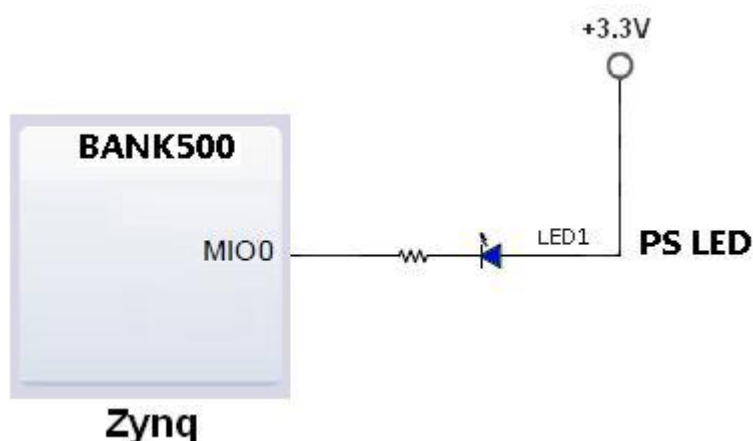 +3.3V
BANK500
MIO0
LED1
PS LED
Zynq